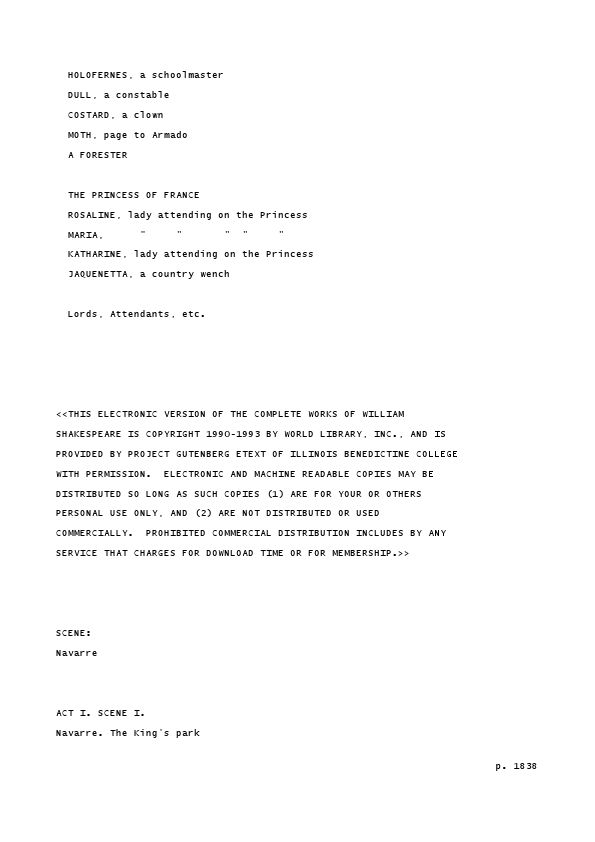 HOLOFERNES, a schoolmaster
DULL, a constable
COSTARD, a clown
MOTH, page to Armado
A FORESTER
THE PRINCESS OF FRANCE
ROSALINE, lady attending on the Princess
MARIA,      "     "       "  "     "
KATHARINE, lady attending on the Princess
JAQUENETTA, a country wench
Lords, Attendants, etc.
<<THIS ELECTRONIC VERSION OF THE COMPLETE WORKS OF WILLIAM
SHAKESPEARE IS COPYRIGHT 1990-1993 BY WORLD LIBRARY, INC., AND IS
PROVIDED BY PROJECT GUTENBERG ETEXT OF ILLINOIS BENEDICTINE COLLEGE
WITH PERMISSION.  ELECTRONIC AND MACHINE READABLE COPIES MAY BE
DISTRIBUTED SO LONG AS SUCH COPIES (1) ARE FOR YOUR OR OTHERS
PERSONAL USE ONLY, AND (2) ARE NOT DISTRIBUTED OR USED
COMMERCIALLY.  PROHIBITED COMMERCIAL DISTRIBUTION INCLUDES BY ANY
SERVICE THAT CHARGES FOR DOWNLOAD TIME OR FOR MEMBERSHIP.>>
SCENE:
Navarre
ACT I. SCENE I.
Navarre. The King's park
p. 1838